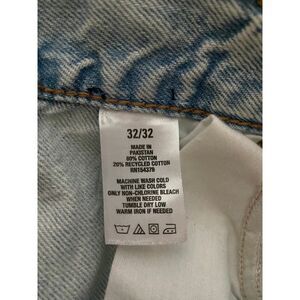 32/32
MADE IN
PAKISTAN
80% COTTON
20% RECYCLED COTTON
RN154379
MACHINE WASH COLD
WITH LIKE COLORS
ONLY NON-CHLORINE BLEACH
WHEN NEEDED
TUMBLE DRY LOW
WARM IRON IF NEEDED